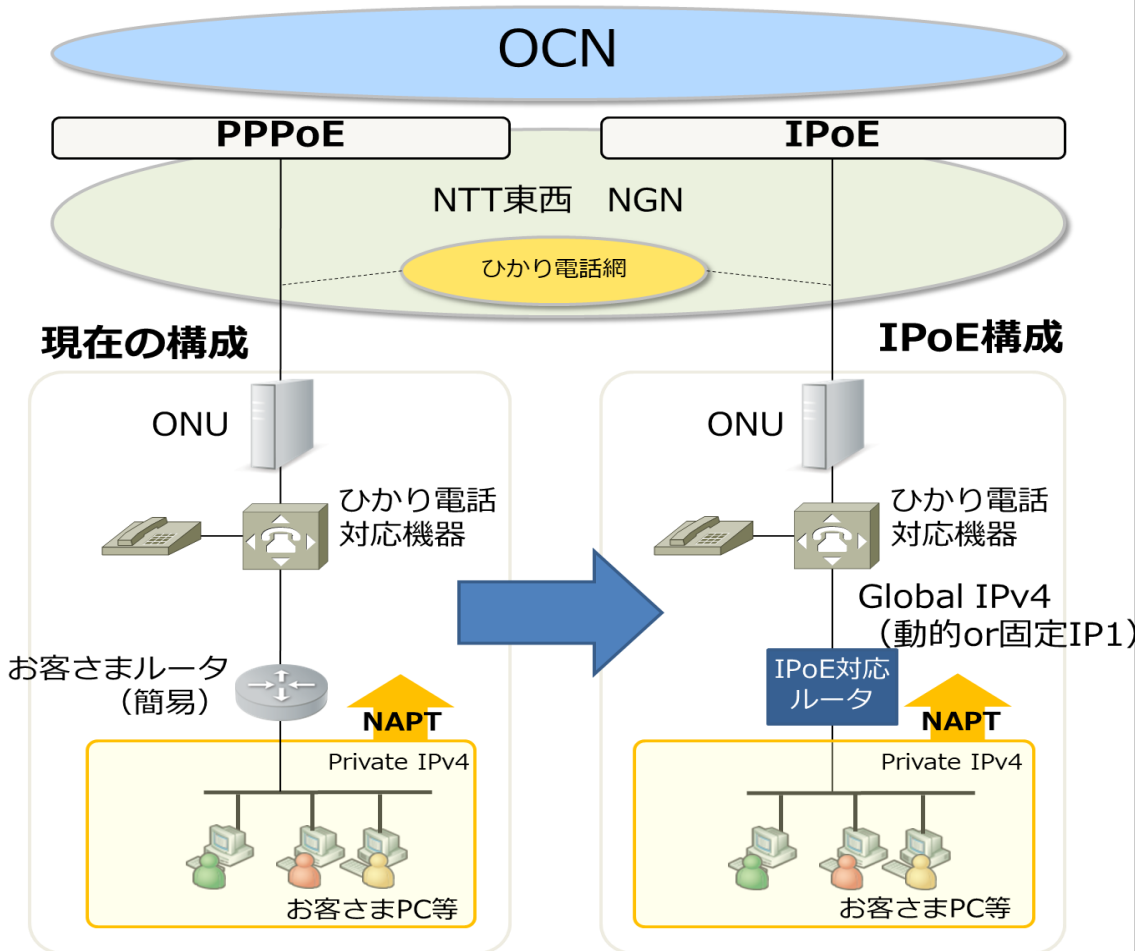 OCN
PPPoE
IPoE
NTT東西　NGN
ひかり電話網
現在の構成
ONU
ひかり電話
対応機器
お客さまルータ
（簡易）
NAPT
Private IPv4
お客さまPC等
IPoE構成
ONU
ひかり電話
対応機器
Global IPv4
（動的or固定IP1）
IPoE対応
ルータ
NAPT
Private IPv4
お客さまPC等